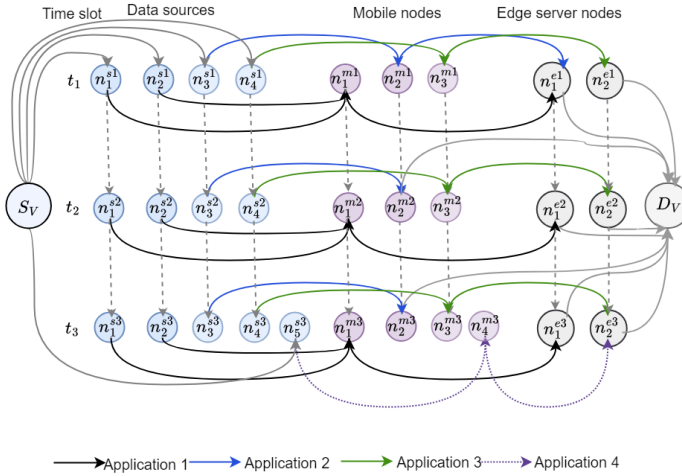 Time slot Data sources Mobile nodes Edge server nodes
t₁ n₁ˢ¹ n₂ˢ¹ n₃ˢ¹ n₄ˢ¹ n₁ᵐ¹ n₂ᵐ¹ n₃ᵐ¹ n₁ᵉ¹ n₂ᵉ¹
S_V t₂ n₁ˢ² n₂ˢ² n₃ˢ² n₄ˢ² n₁ᵐ² n₂ᵐ² n₃ᵐ² n₁ᵉ² n₂ᵉ² D_V
t₃ n₁ˢ³ n₂ˢ³ n₃ˢ³ n₄ˢ³ n₅ˢ³ n₁ᵐ³ n₂ᵐ³ n₃ᵐ³ n₄ᵐ³ n₁ᵉ³ n₂ᵉ³
Application 1 Application 2 Application 3 Application 4